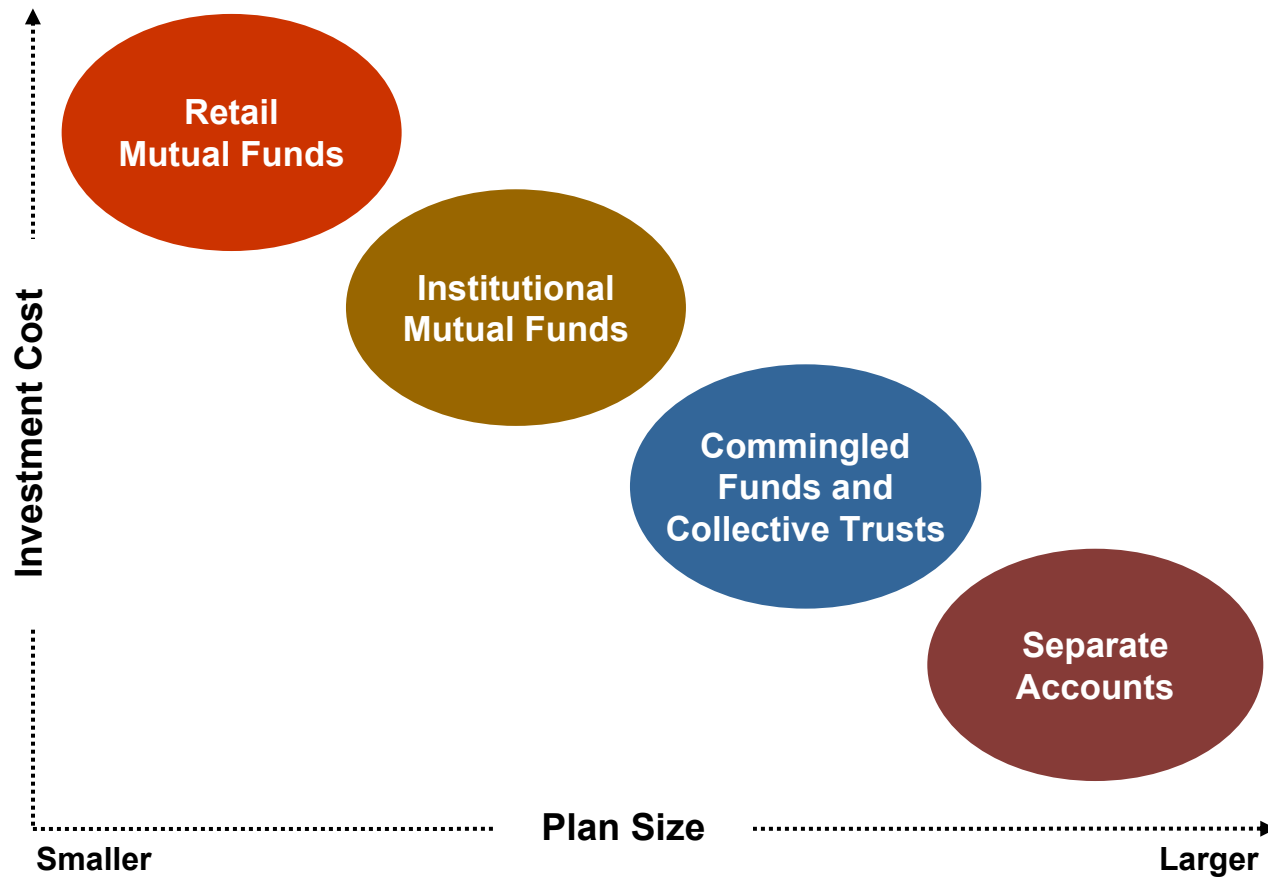 Retail
Mutual Funds
Institutional
Mutual Funds
Commingled
Funds and
Collective Trusts
Separate
Accounts
Investment Cost
Plan Size
Smaller
Larger